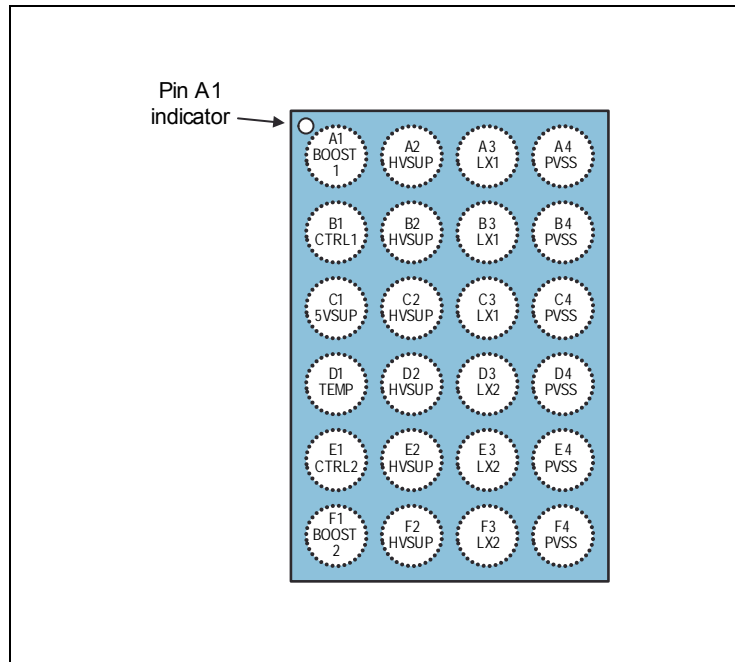 Pin A1
indicator
A1
BOOST
1
A2
HVSUP
A3
LX1
A4
PVSS
B1
CTRL1
B2
HVSUP
B3
LX1
B4
PVSS
C1
5VSUP
C2
HVSUP
C3
LX1
C4
PVSS
D1
TEMP
D2
HVSUP
D3
LX2
D4
PVSS
E1
CTRL2
E2
HVSUP
E3
LX2
E4
PVSS
F1
BOOST
2
F2
HVSUP
F3
LX2
F4
PVSS